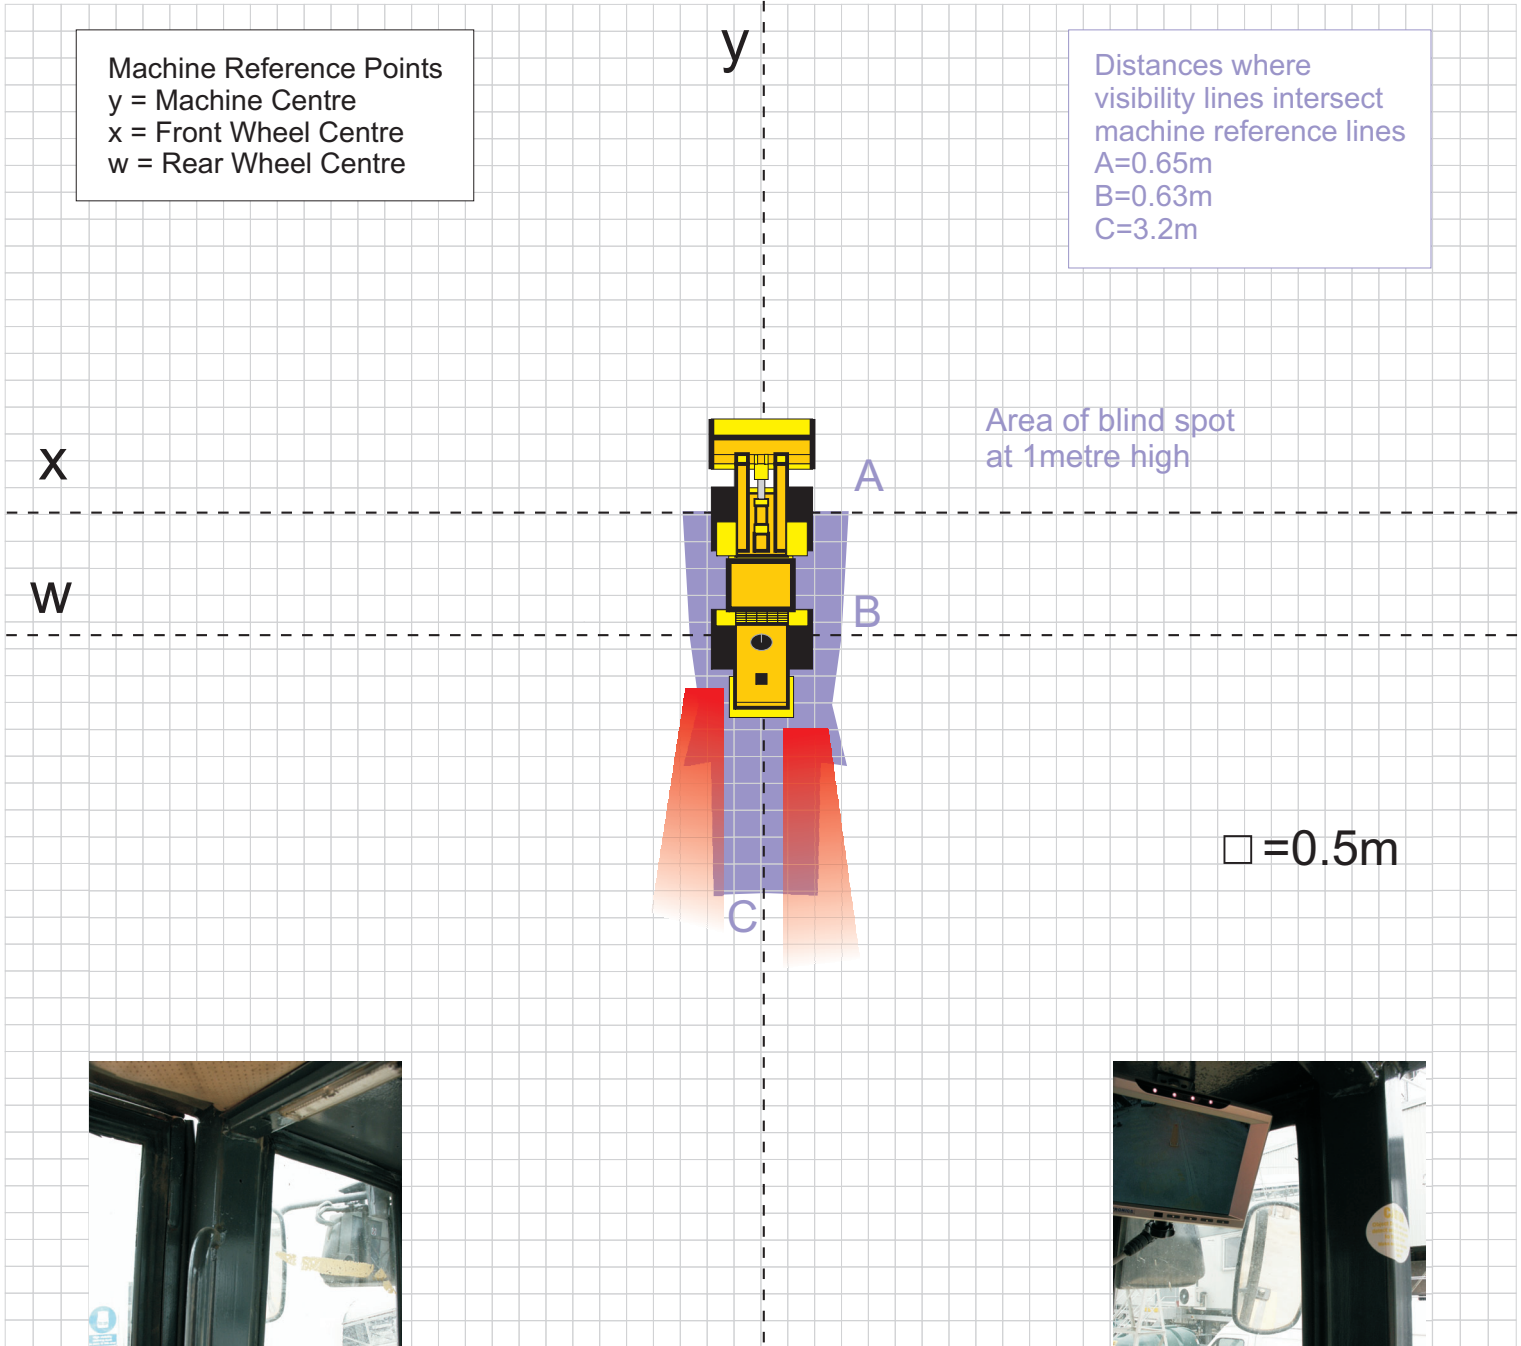 y
Machine Reference Points
y = Machine Centre
x = Front Wheel Centre
w = Rear Wheel Centre
Distances where
visibility lines intersect
machine reference lines
A=0.65m
B=0.63m
C=3.2m
Area of blind spot
at 1metre high
x
A
w
B
□ =0.5m
C